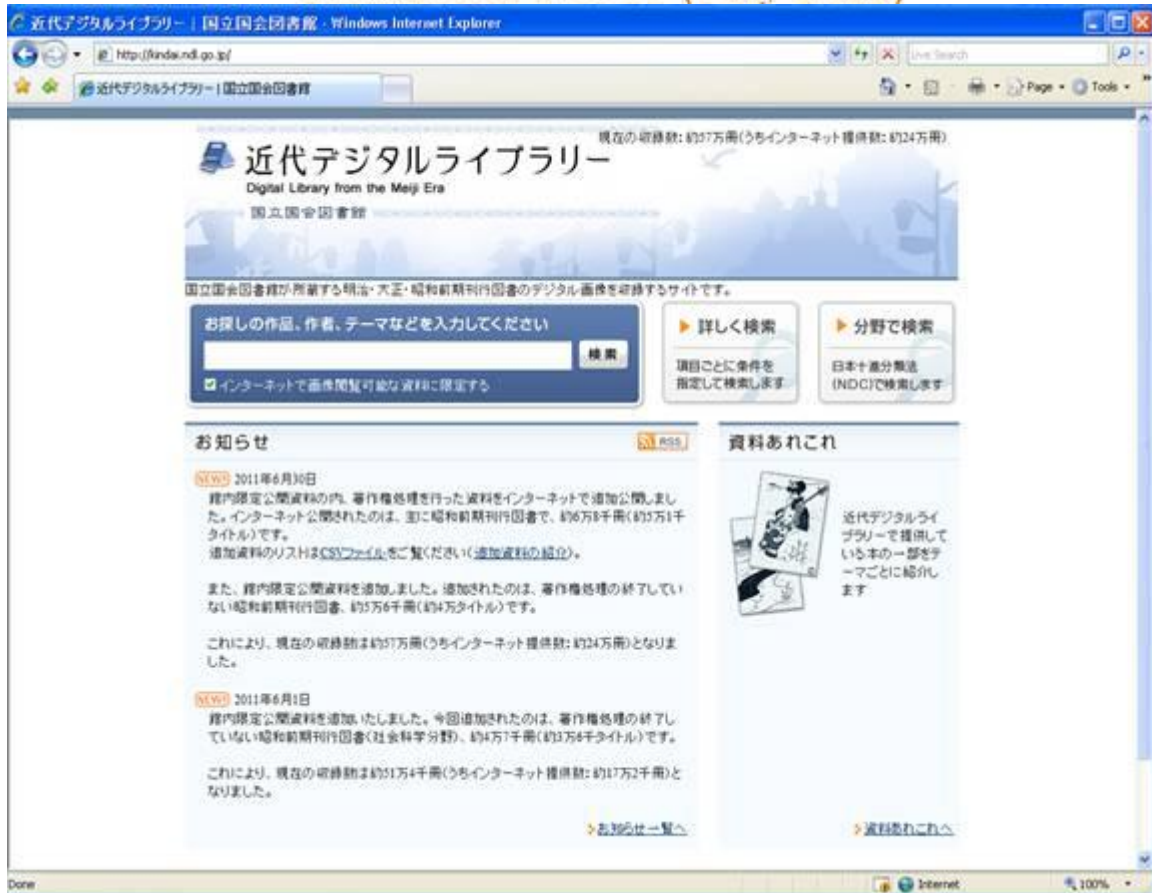 近代デジタルライブラリー | 国立国会図書館 - Windows Internet Explorer
http://kindai.ndl.go.jp/
Live Search
近代デジタルライブラリー | 国立国会図書館
Page
Tools
現在の収録数: 約57万冊(うちインターネット提供数: 約24万冊)
近代デジタルライブラリー
Digital Library from the Meiji Era
国立国会図書館
国立国会図書館が所蔵する明治・大正・昭和前期刊行図書のデジタル画像を収録するサイトです。
お探しの作品、作者、テーマなどを入力してください
検索
インターネットで画像閲覧可能な資料に限定する
詳しく検索
項目ごとに条件を
指定して検索します
分野で検索
日本十進分類法
(NDC)で検索します
お知らせ
RSS
NEW!! 2011年6月30日
館内限定公開資料の内、著作権処理を行った資料をインターネットで追加公開しまし
た。インターネット公開されたのは、主に昭和前期刊行図書で、約6万8千冊(約5万1千
タイトル)です。
追加資料のリストはCSVファイルをご覧ください(追加資料の紹介)。
また、館内限定公開資料を追加しました。追加されたのは、著作権処理の終了してい
ない昭和前期刊行図書、約5万6千冊(約4万タイトル)です。
これにより、現在の収録数は約57万冊(うちインターネット提供数: 約24万冊)となりま
した。
NEW!! 2011年6月1日
館内限定公開資料を追加いたしました。今回追加されたのは、著作権処理の終了し
ていない昭和前期刊行図書(社会科学分野)、約4万7千冊(約3万6千タイトル)です。
これにより、現在の収録数は約51万4千冊(うちインターネット提供数: 約17万2千冊)と
なりました。
お知らせ一覧へ
資料あれこれ
近代デジタルライ
ブラリーで提供して
いる本の一部をテ
ーマごとに紹介し
ます
資料あれこれへ
Done
Internet
100%